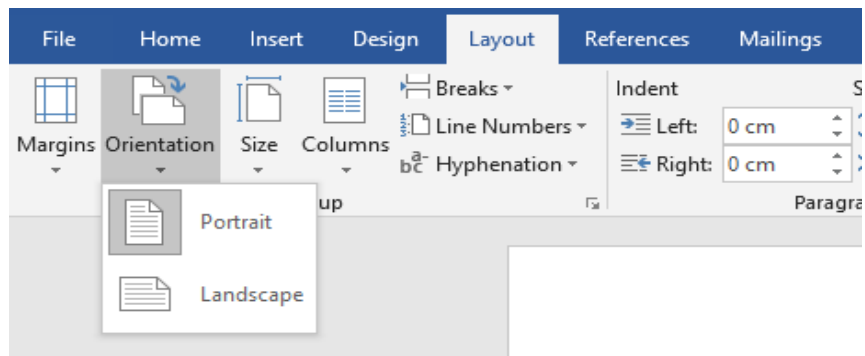 File Home Insert Design Layout References Mailings
Breaks Indent S
Line Numbers Left: 0 cm
Margins Orientation Size Columns
Hyphenation Right: 0 cm
up Paragra
Portrait
Landscape